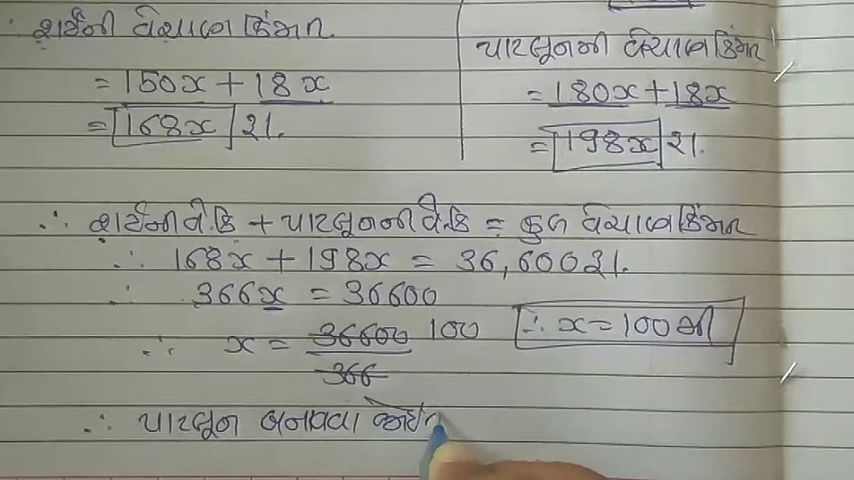 શર્ટની વેચાણ કિંમત.
= 150x + 18x
= 168x રૂા.
પાટલૂનની વેચાણ કિંમત
= 180x + 18x
= 198x રૂા.
∴ શર્ટની વે.કિં + પાટલૂનની વે.કિં = કુલ વેચાણ કિંમત
∴ 168x + 198x = 36,600 રૂા.
∴ 366x = 36600
∴ x = 36600 100 ∴ x = 100 મી
366
∴ પાટલૂન બનાવવા